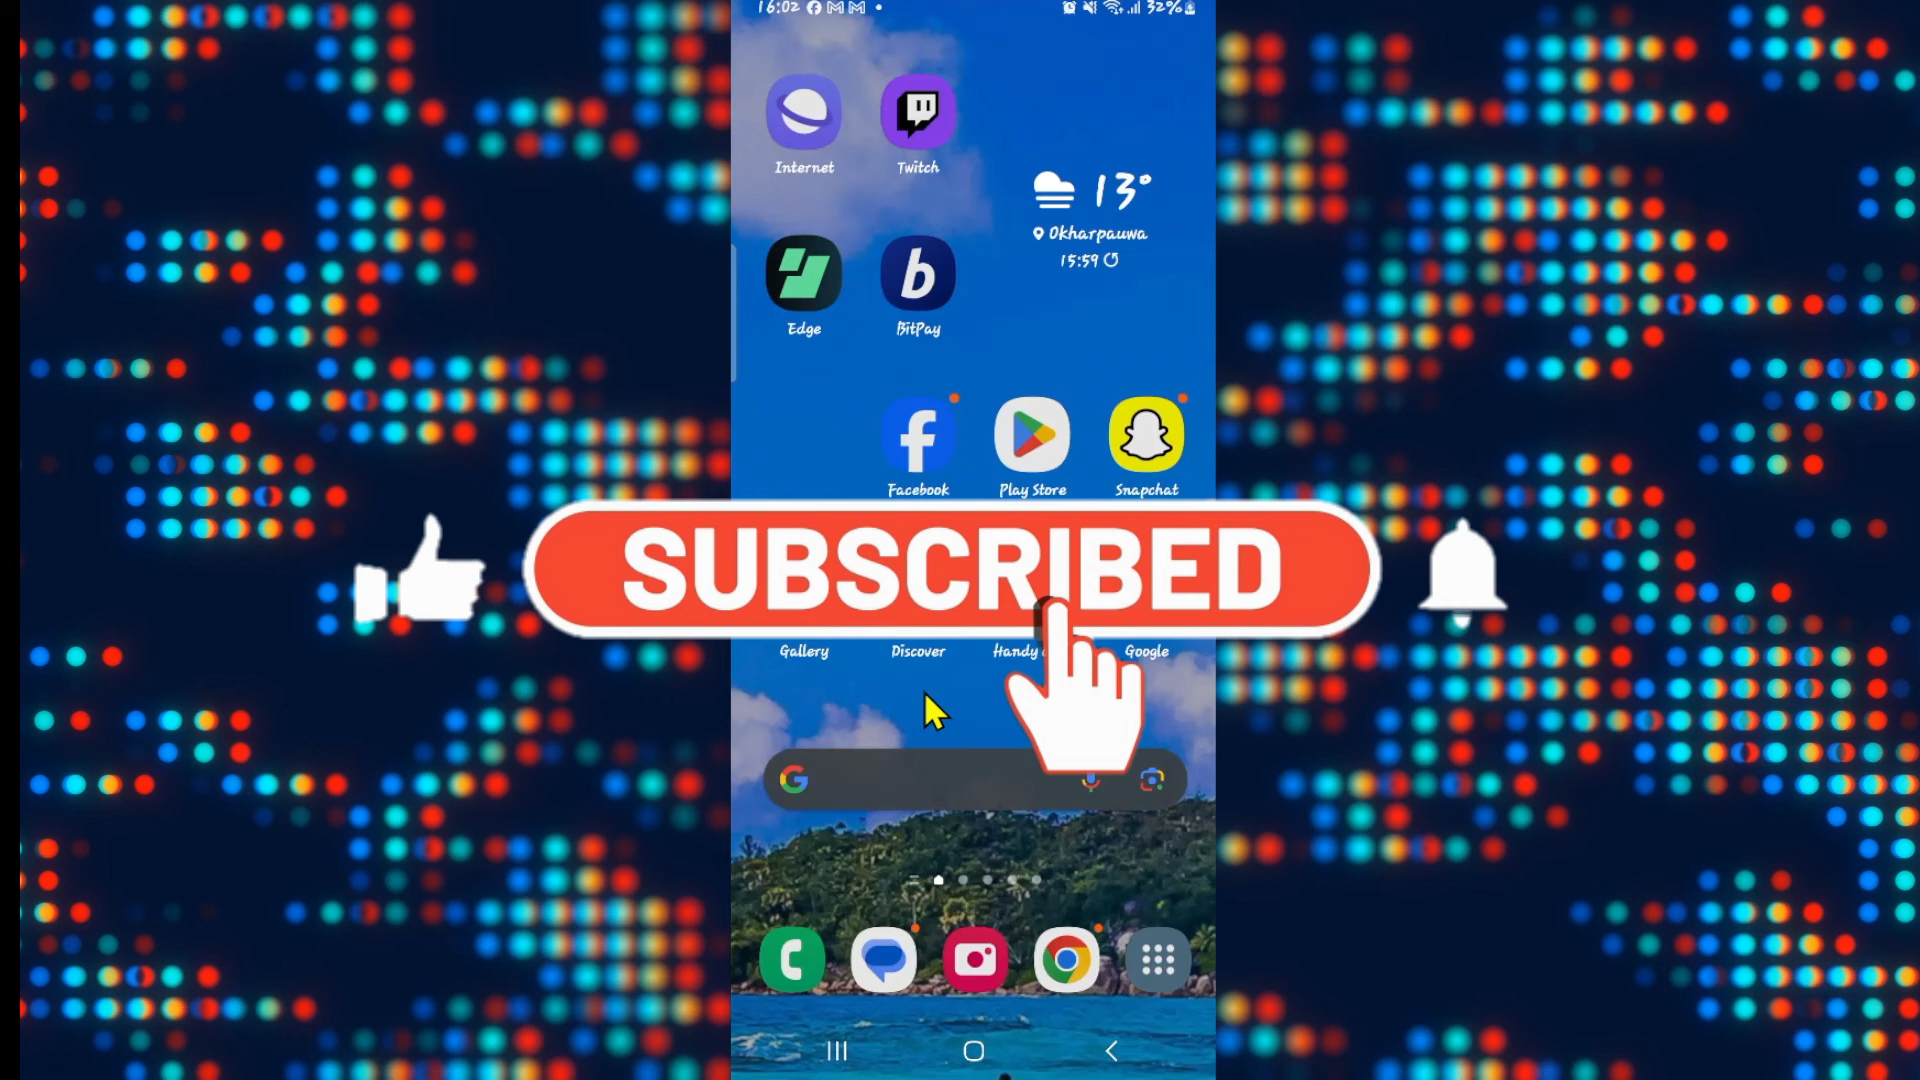 16:02
32%
Internet Twitch
13°
Okharpauwa
15:59
Edge BitPay
Facebook Play Store Snapchat
SUBSCRIBED
Gallery Discover Handy Google